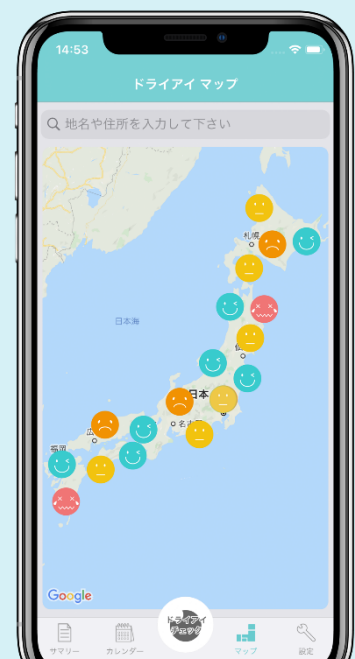 14:53
ドライアイ マップ
地名や住所を入力して下さい
札幌
日本海
日本
名古
福岡
Google
ドライアイ
チェック
サマリー
カレンダー
マップ
設定